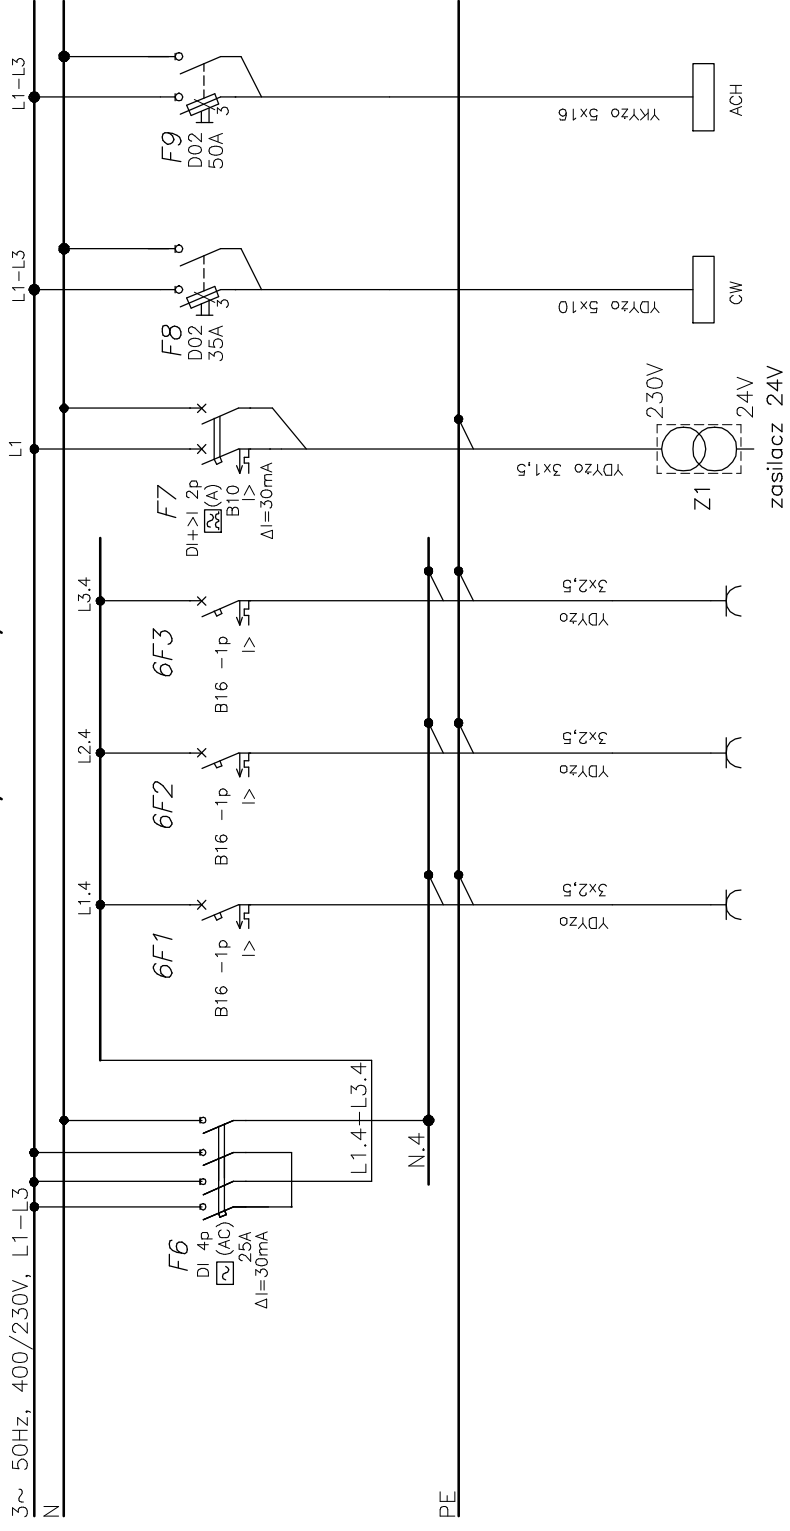 3~ 50Hz, 400/230V, L1-L3
N
PE
F6
DI 4p
(AC)
25A
ΔI=30mA
L1.4-L3.4
N.4
L1.4
6F1
B16 -1p
I>
YDYżo
3x2,5
L2.4
6F2
B16 -1p
I>
YDYżo
3x2,5
L3.4
6F3
B16 -1p
I>
YDYżo
3x2,5
L1
F7
DI+>I 2p
(A)
B10
I>
ΔI=30mA
YDYżo 3x1,5
Z1
230V
24V
zasilacz 24V
L1-L3
F8
D02
35A
3
YDYżo 5x10
CW
L1-L3
F9
D02
50A
3
YKYżo 5x16
ACH